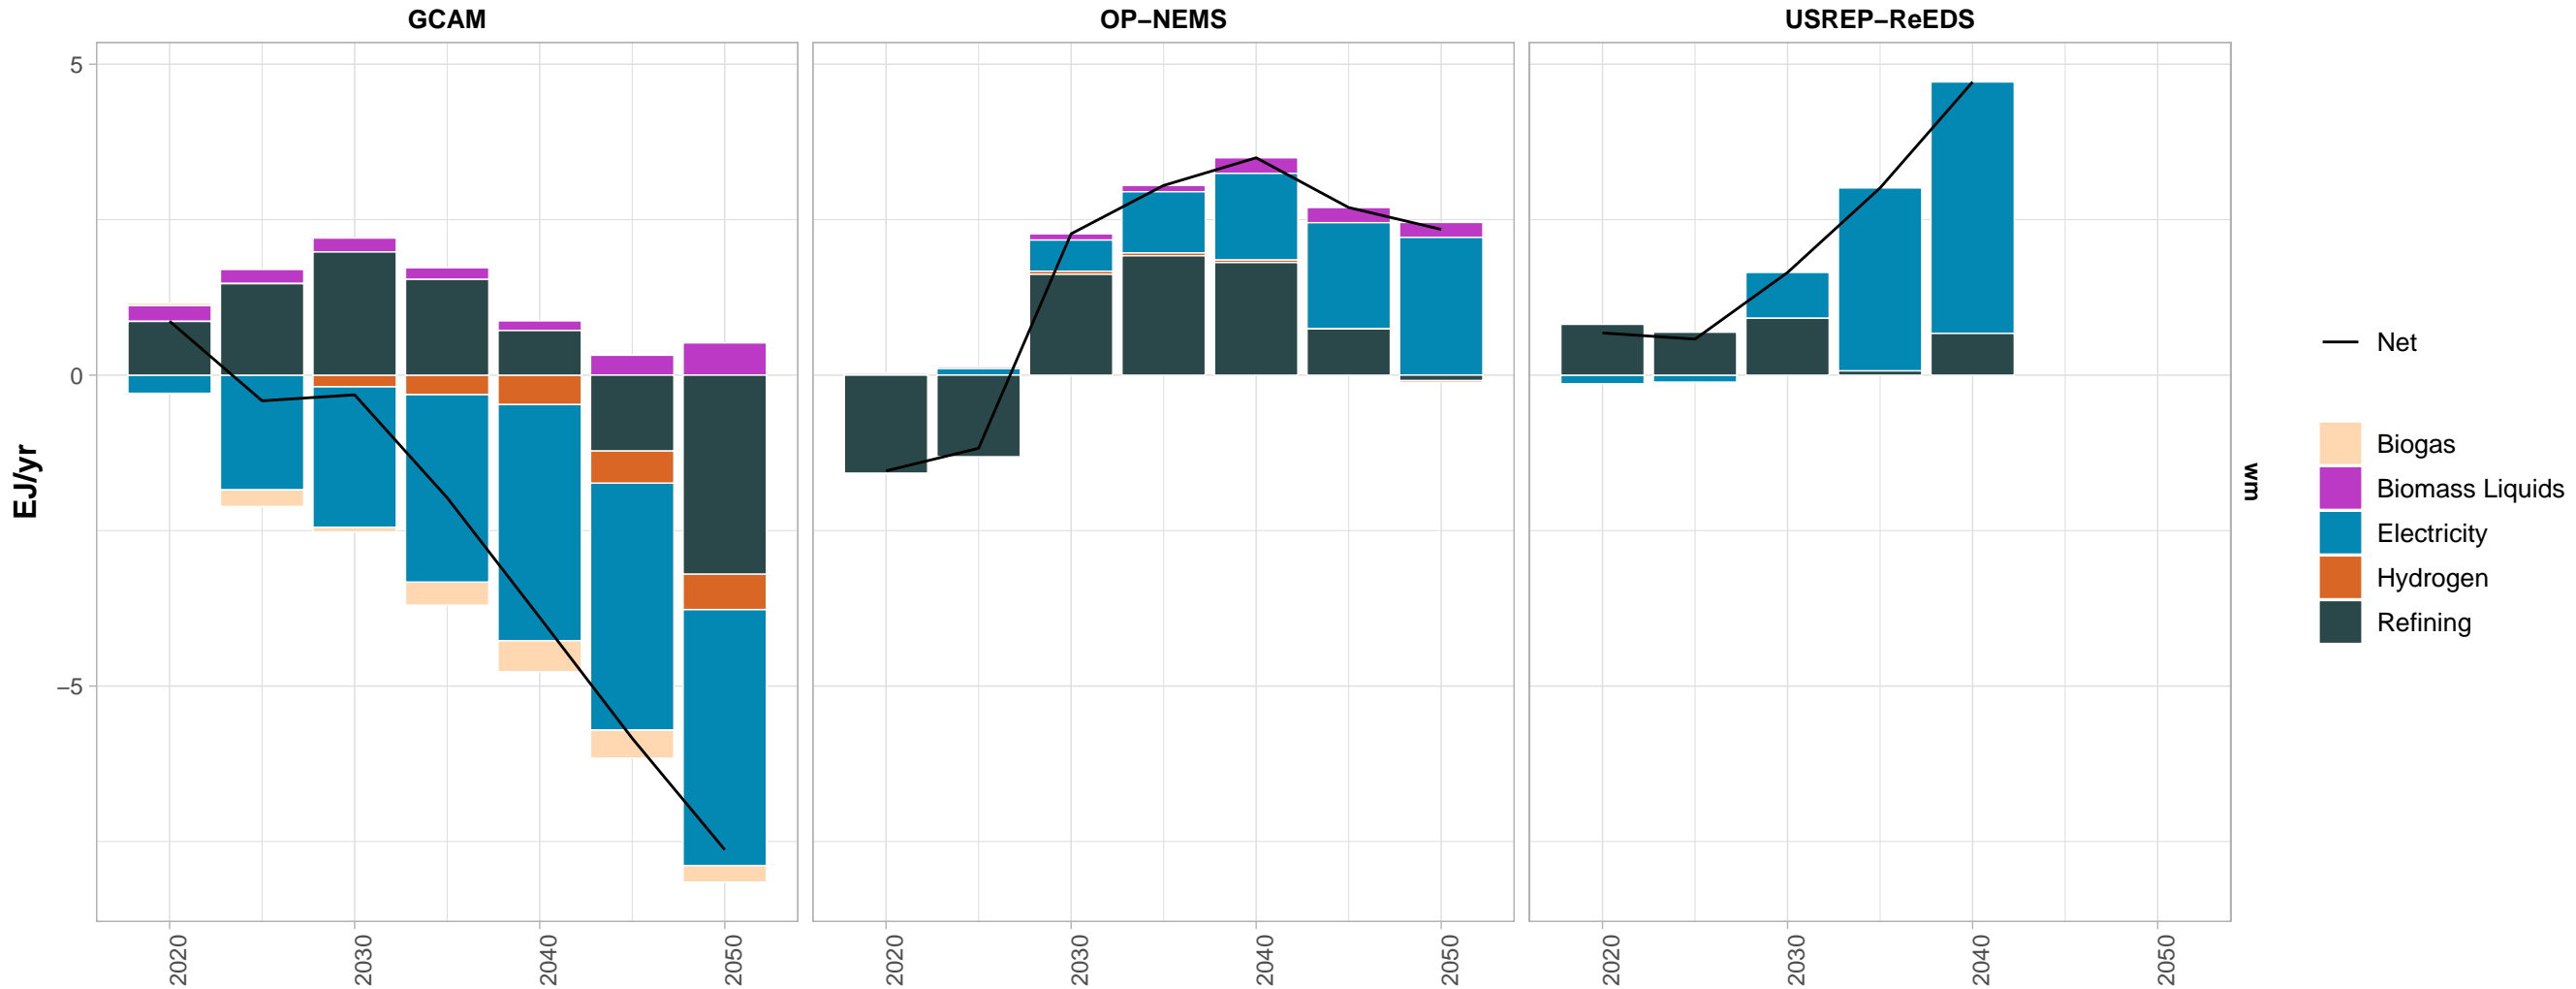 GCAM
OP−NEMS
USREP−ReEDS
EJ/yr
5
0
−5
2020
2030
2040
2050
2020
2030
2040
2050
2020
2030
2040
2050
wm
Net
Biogas
Biomass Liquids
Electricity
Hydrogen
Refining